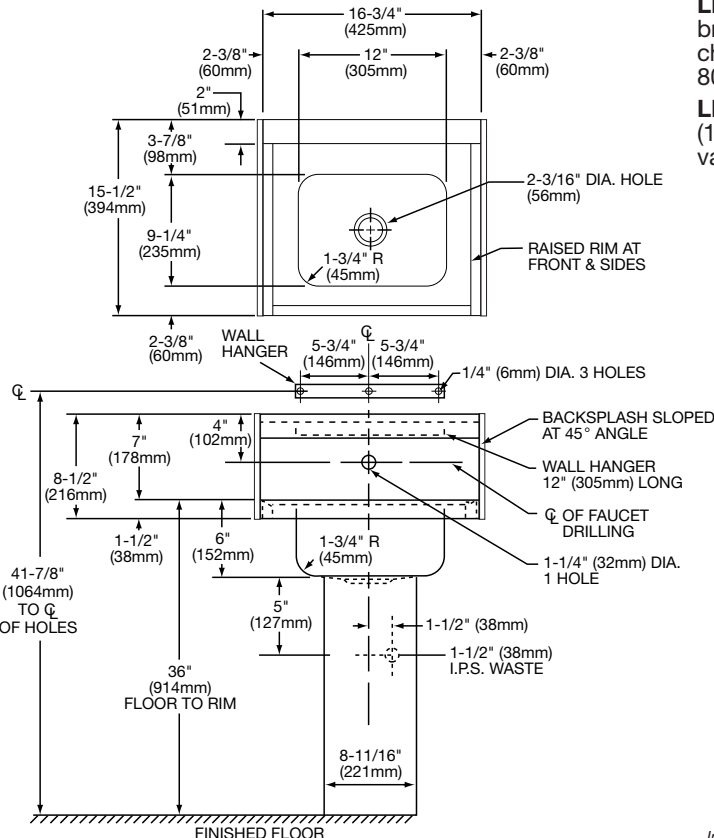 16-3/4"
(425mm)
2-3/8"
(60mm)
12"
(305mm)
2-3/8"
(60mm)
2"
(51mm)
3-7/8"
(98mm)
15-1/2"
(394mm)
9-1/4"
(235mm)
1-3/4" R
(45mm)
2-3/16" DIA. HOLE
(56mm)
RAISED RIM AT
FRONT & SIDES
2-3/8"
(60mm)
WALL
HANGER
5-3/4"
(146mm)
℄
5-3/4"
(146mm)
1/4" (6mm) DIA. 3 HOLES
℄
4"
(102mm)
7"
(178mm)
8-1/2"
(216mm)
BACKSPLASH SLOPED
AT 45° ANGLE
WALL HANGER
12" (305mm) LONG
℄ OF FAUCET
DRILLING
1-1/2"
(38mm)
6"
(152mm)
1-3/4" R
(45mm)
1-1/4" (32mm) DIA.
1 HOLE
41-7/8"
(1064mm)
TO ℄
OF HOLES
5"
(127mm)
1-1/2" (38mm)
1-1/2" (38mm)
I.P.S. WASTE
36"
(914mm)
FLOOR TO RIM
8-11/16"
(221mm)
FINISHED FLOOR
br
ch
80
(1
va